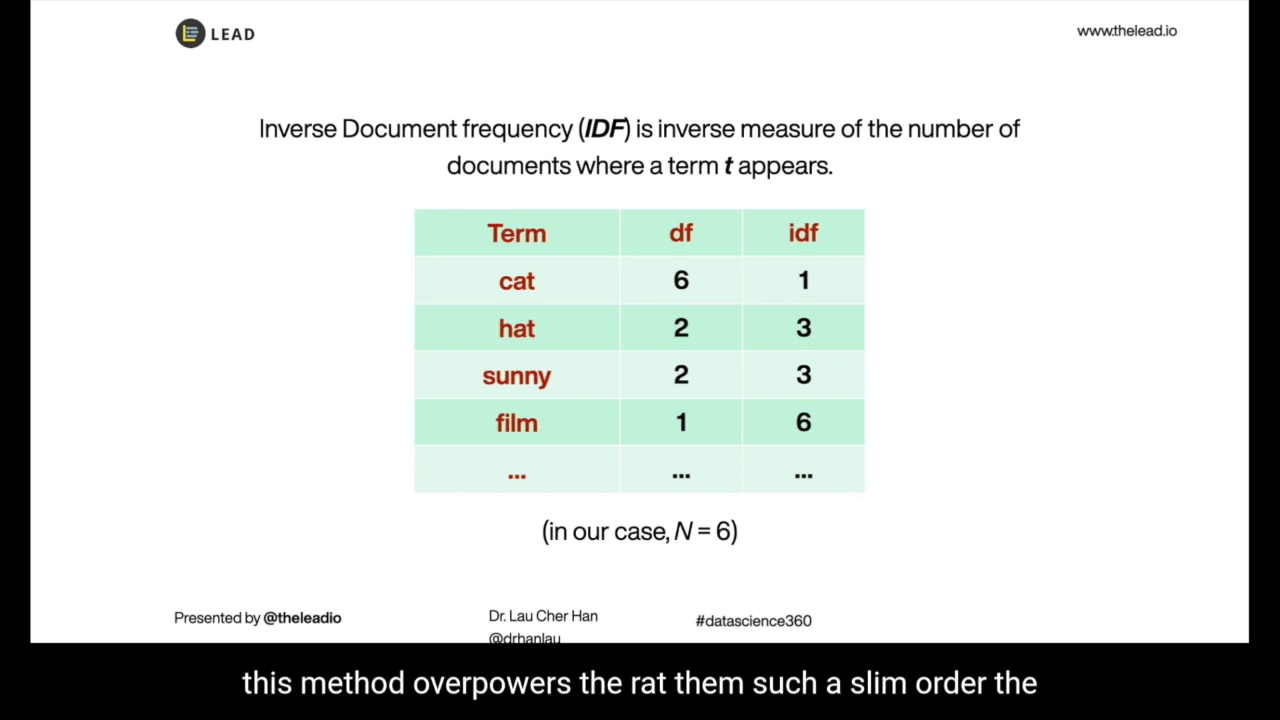 LEAD
www.thelead.io
Inverse Document frequency (IDF) is inverse measure of the number of
documents where a term t appears.
Term df idf
cat 6 1
hat 2 3
sunny 2 3
film 1 6
... ... ...
(in our case, N = 6)
Presented by @theleadio
Dr. Lau Cher Han
@drhanlau
#datascience360
this method overpowers the rat them such a slim order the